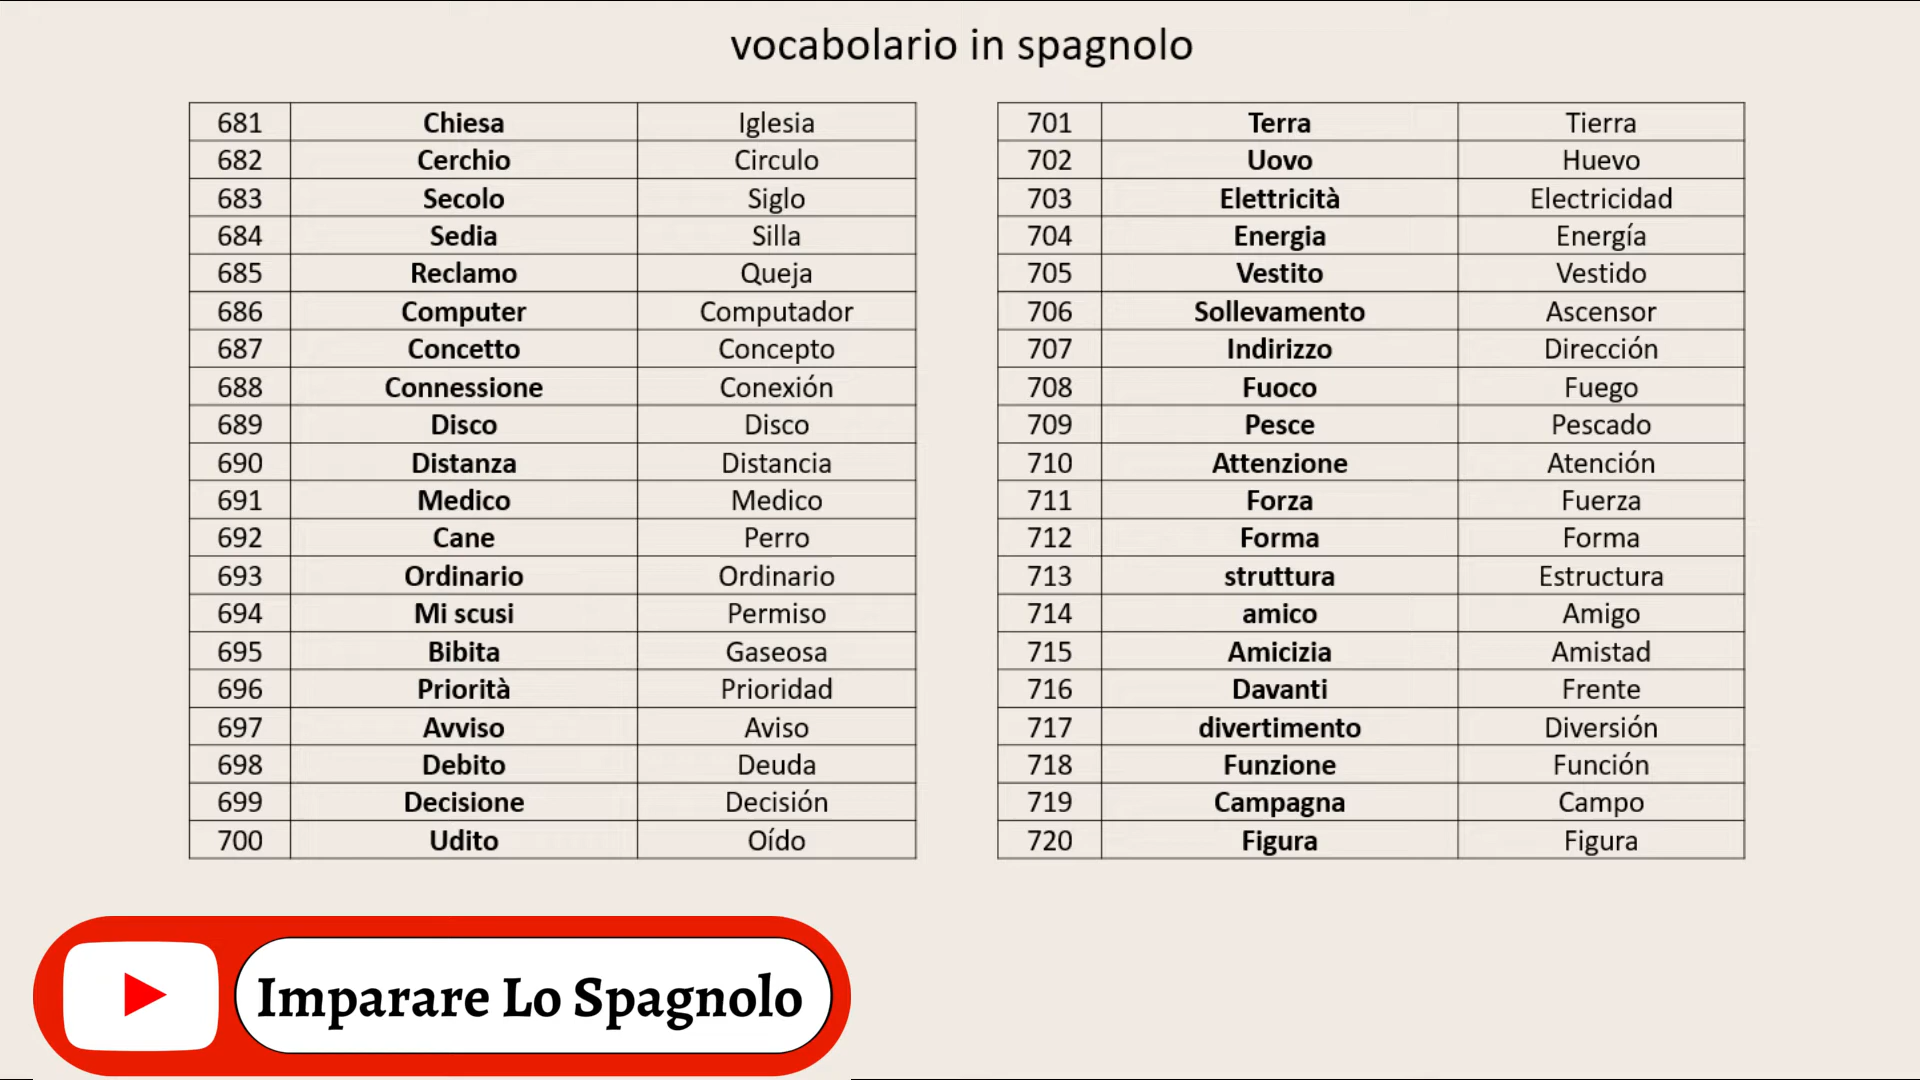 vocabolario in spagnolo
681 Chiesa Iglesia
682 Cerchio Circulo
683 Secolo Siglo
684 Sedia Silla
685 Reclamo Queja
686 Computer Computador
687 Concetto Concepto
688 Connessione Conexión
689 Disco Disco
690 Distanza Distancia
691 Medico Medico
692 Cane Perro
693 Ordinario Ordinario
694 Mi scusi Permiso
695 Bibita Gaseosa
696 Priorità Prioridad
697 Avviso Aviso
698 Debito Deuda
699 Decisione Decisión
700 Udito Oído
701 Terra Tierra
702 Uovo Huevo
703 Elettricità Electricidad
704 Energia Energía
705 Vestito Vestido
706 Sollevamento Ascensor
707 Indirizzo Dirección
708 Fuoco Fuego
709 Pesce Pescado
710 Attenzione Atención
711 Forza Fuerza
712 Forma Forma
713 struttura Estructura
714 amico Amigo
715 Amicizia Amistad
716 Davanti Frente
717 divertimento Diversión
718 Funzione Función
719 Campagna Campo
720 Figura Figura
Imparare Lo Spagnolo